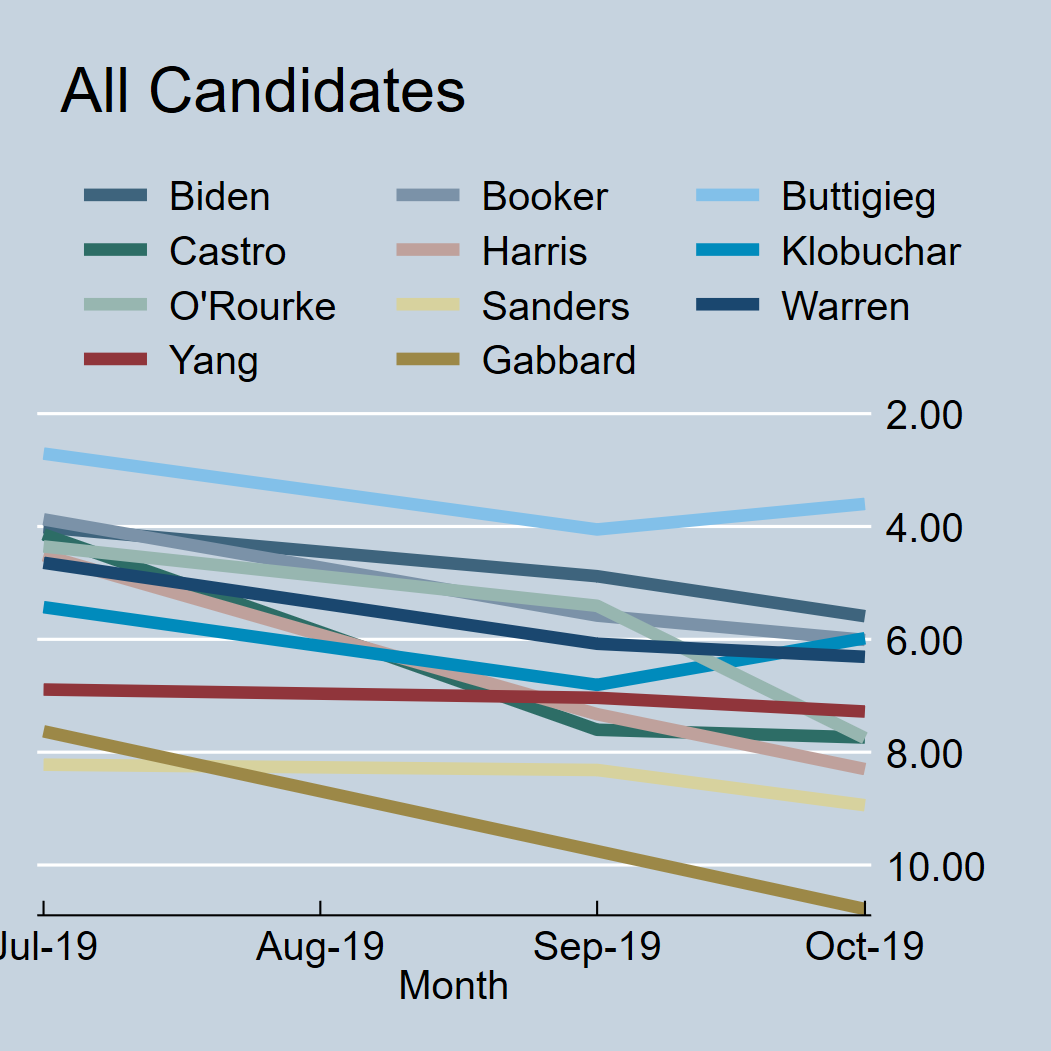 All Candidates
Biden Booker Buttigieg
Castro Harris Klobuchar
O'Rourke Sanders Warren
Yang Gabbard
2.00
4.00
6.00
8.00
10.00
Jul-19 Aug-19 Sep-19 Oct-19
Month